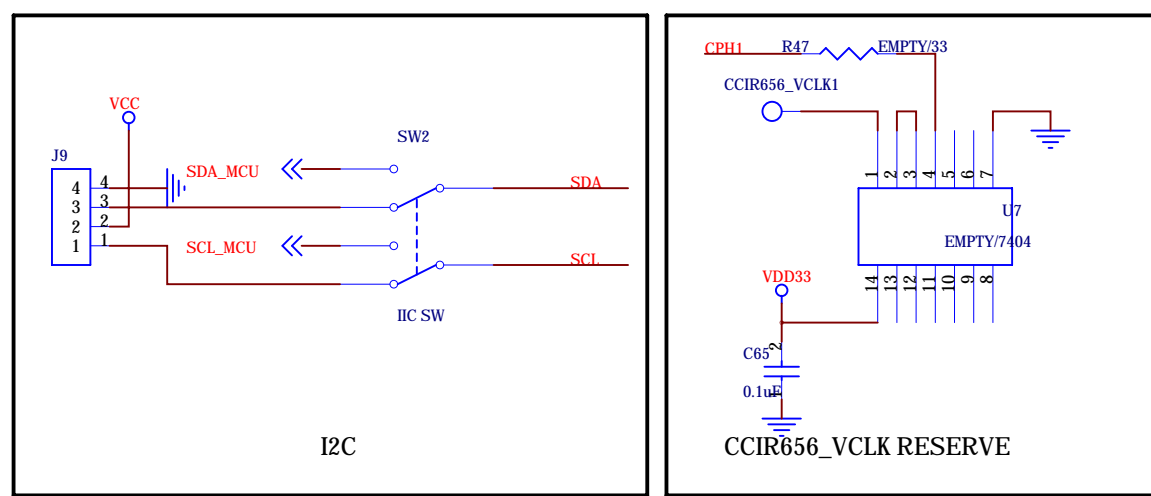 VCC
J9
4
4
3
3
2
2
1
1
SDA_MCU
SCL_MCU
SW2
SDA
SCL
IIC SW
I2C
CPH1
R47
EMPTY/33
CCIR656_VCLK1
1
2
3
4
5
6
7
U7
EMPTY/7404
14
13
12
11
10
9
8
VDD33
2
C65
0.1uF
1
CCIR656_VCLK RESERVE